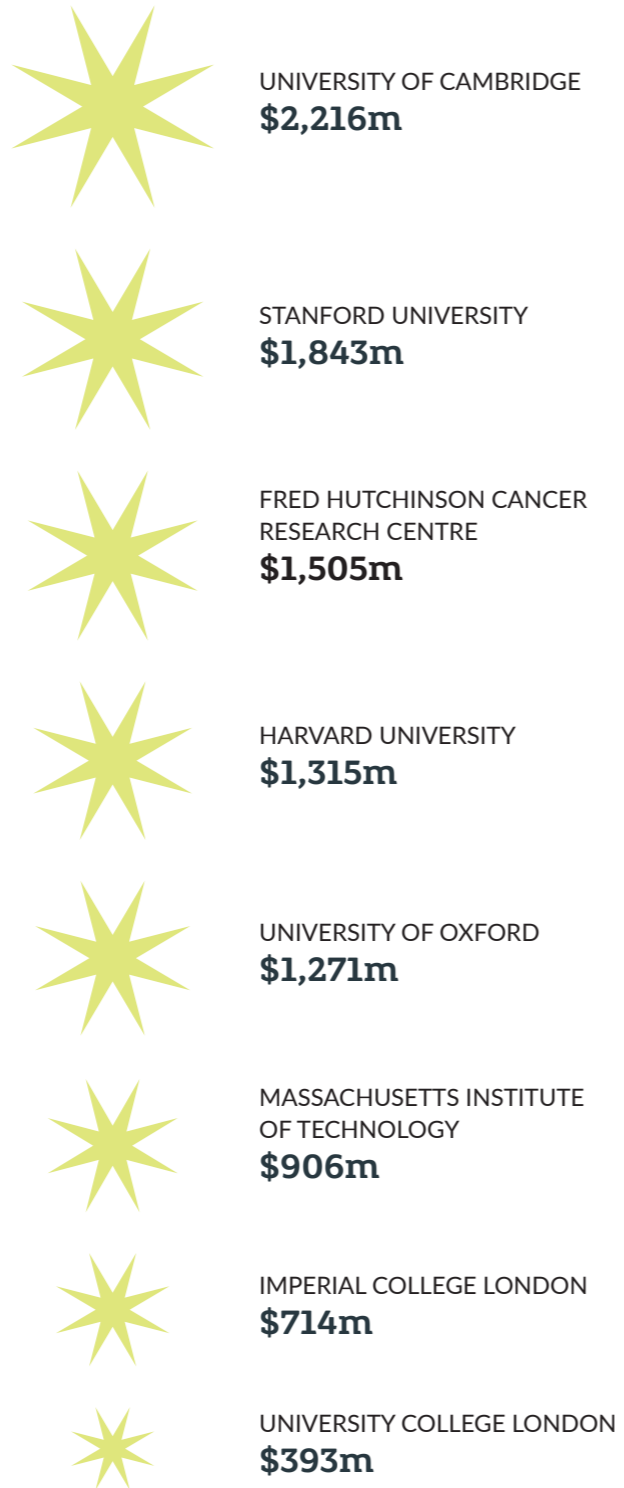 UNIVERSITY OF CAMBRIDGE
$2,216m
STANFORD UNIVERSITY
$1,843m
FRED HUTCHINSON CANCER
RESEARCH CENTRE
$1,505m
HARVARD UNIVERSITY
$1,315m
UNIVERSITY OF OXFORD
$1,271m
MASSACHUSETTS INSTITUTE
OF TECHNOLOGY
$906m
IMPERIAL COLLEGE LONDON
$714m
UNIVERSITY COLLEGE LONDON
$393m